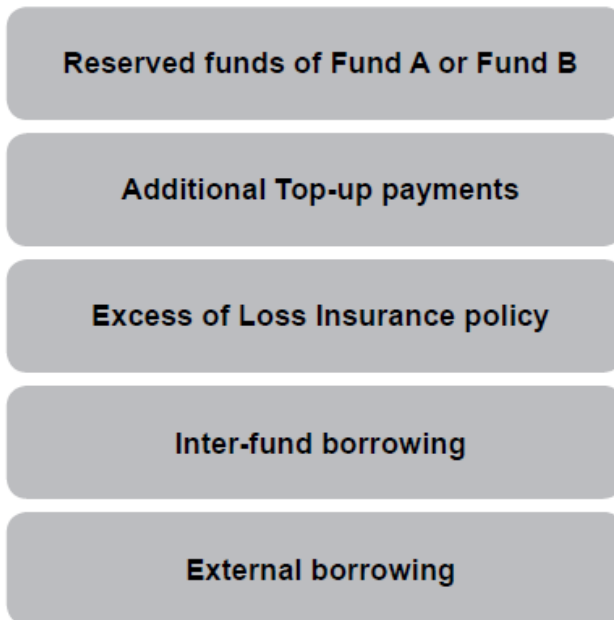 Reserved funds of Fund A or Fund B
Additional Top-up payments
Excess of Loss Insurance policy
Inter-fund borrowing
External borrowing